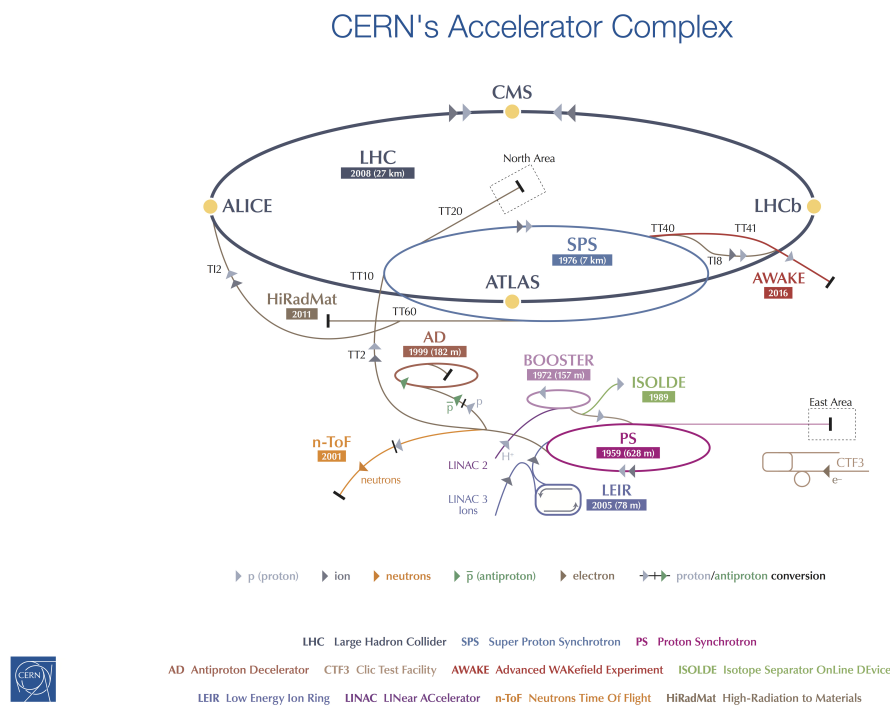 CERN's Accelerator Complex
CMS
LHC
2008 (27 km)
North Area
ALICE
LHCb
TT20
TT40
TT41
SPS
1976 (7 km)
TI2
TT10
TI8
ATLAS
AWAKE
2016
HiRadMat
2011
TT60
AD
1999 (182 m)
TT2
BOOSTER
1972 (157 m)
ISOLDE
1989
p
p̅
East Area
n-ToF
2001
PS
1959 (628 m)
H⁺
LINAC 2
neutrons
CTF3
e⁻
LEIR
2005 (78 m)
LINAC 3
Ions
p (proton) ion neutrons p̅ (antiproton) electron proton/antiproton conversion
LHC Large Hadron Collider SPS Super Proton Synchrotron PS Proton Synchrotron
AD Antiproton Decelerator CTF3 Clic Test Facility AWAKE Advanced WAKefield Experiment ISOLDE Isotope Separator OnLine DEvice
LEIR Low Energy Ion Ring LINAC LINear ACcelerator n-ToF Neutrons Time Of Flight HiRadMat High-Radiation to Materials
CERN